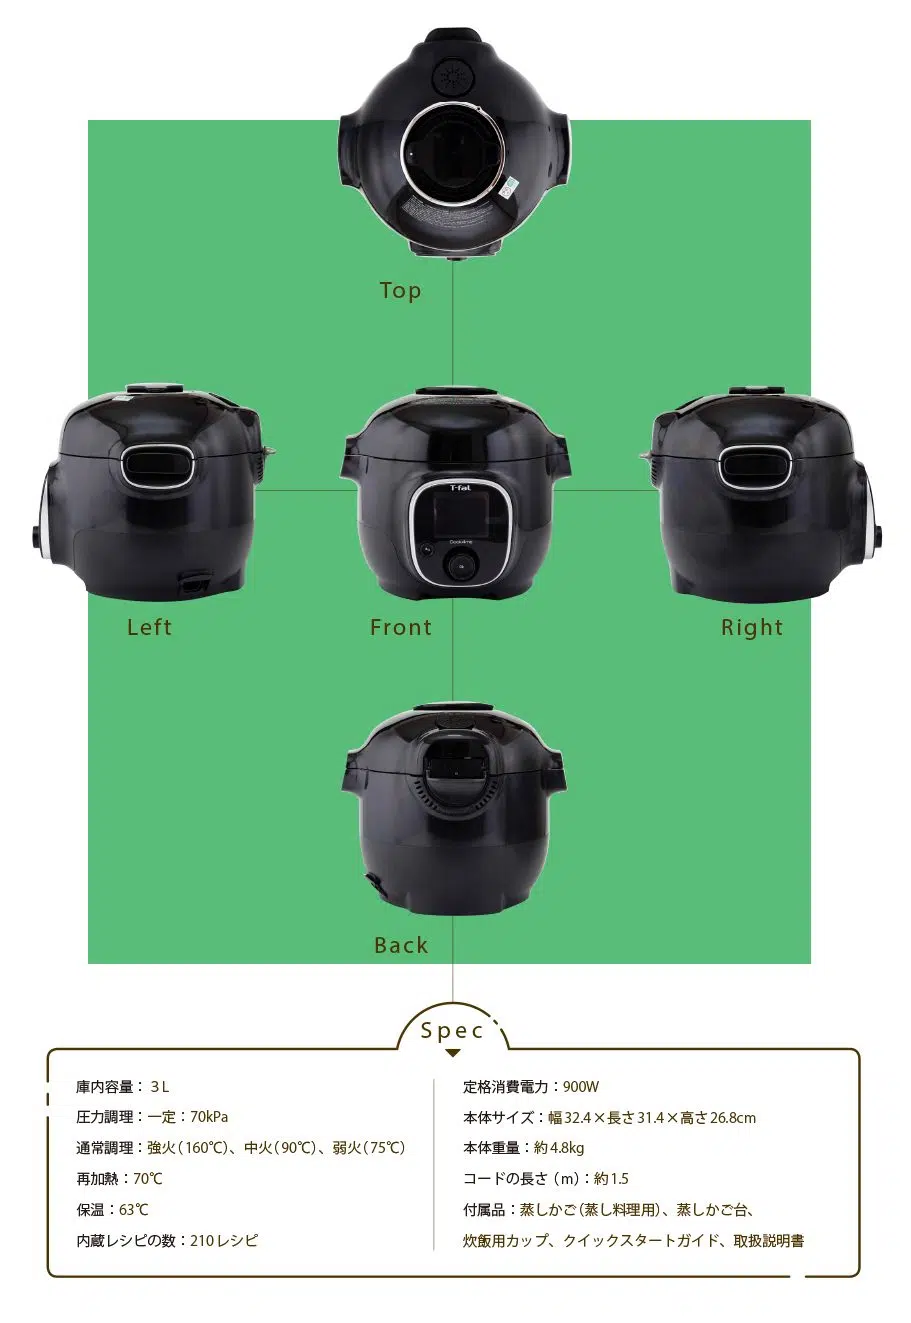 Top
T-fal
Cook4me
Left
Front
Right
Back
Spec
庫内容量：3L
圧力調理：一定：70kPa
通常調理：強火（160℃）、中火（90℃）、弱火（75℃）
再加熱：70℃
保温：63℃
内蔵レシピの数：210レシピ
定格消費電力：900W
本体サイズ：幅32.4×長さ31.4×高さ26.8cm
本体重量：約4.8kg
コードの長さ（m）：約1.5
付属品：蒸しかご（蒸し料理用）、蒸しかご台、
炊飯用カップ、クイックスタートガイド、取扱説明書